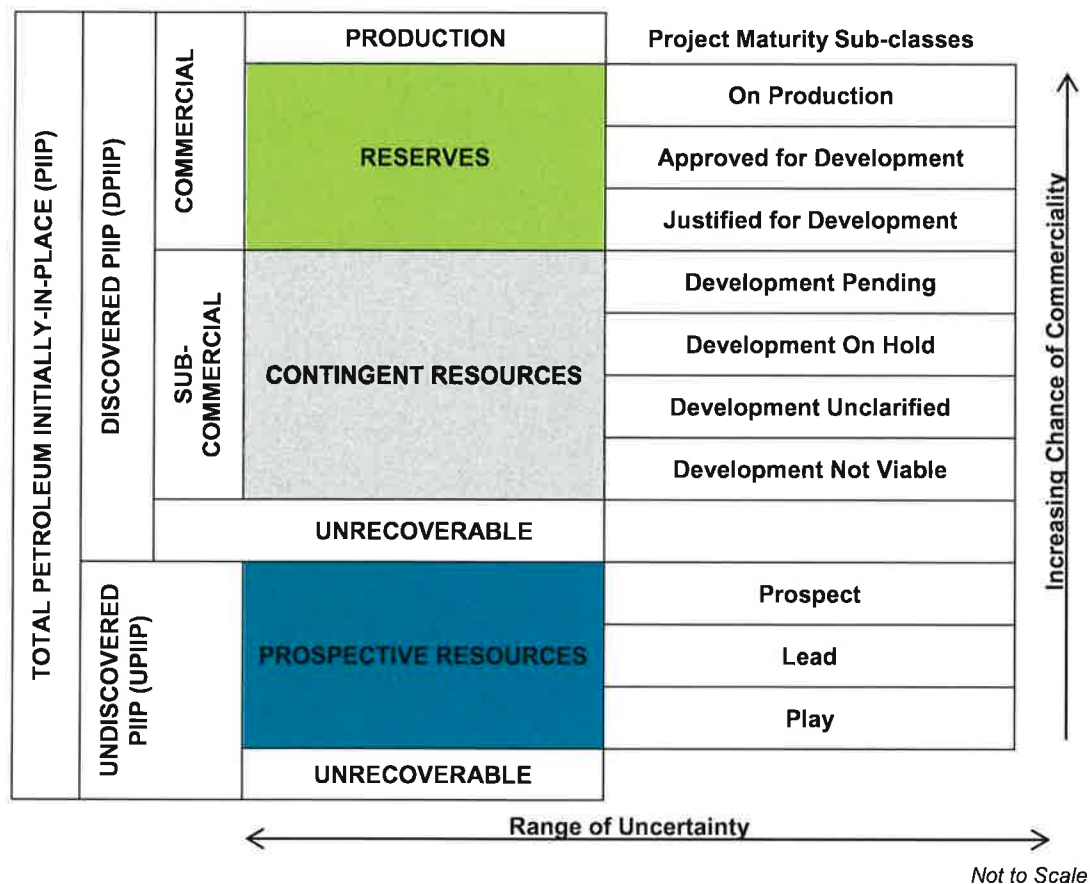 TOTAL PETROLEUM INITIALLY-IN-PLACE (PIIP)
DISCOVERED PIIP (DPIIP)
COMMERCIAL
PRODUCTION
Project Maturity Sub-classes
RESERVES
On Production
Approved for Development
Justified for Development
SUB-
COMMERCIAL
CONTINGENT RESOURCES
Development Pending
Development On Hold
Development Unclarified
Development Not Viable
UNRECOVERABLE
UNDISCOVERED
PIIP (UPIIP)
PROSPECTIVE RESOURCES
Prospect
Lead
Play
UNRECOVERABLE
Increasing Chance of Commerciality
Range of Uncertainty
Not to Scale